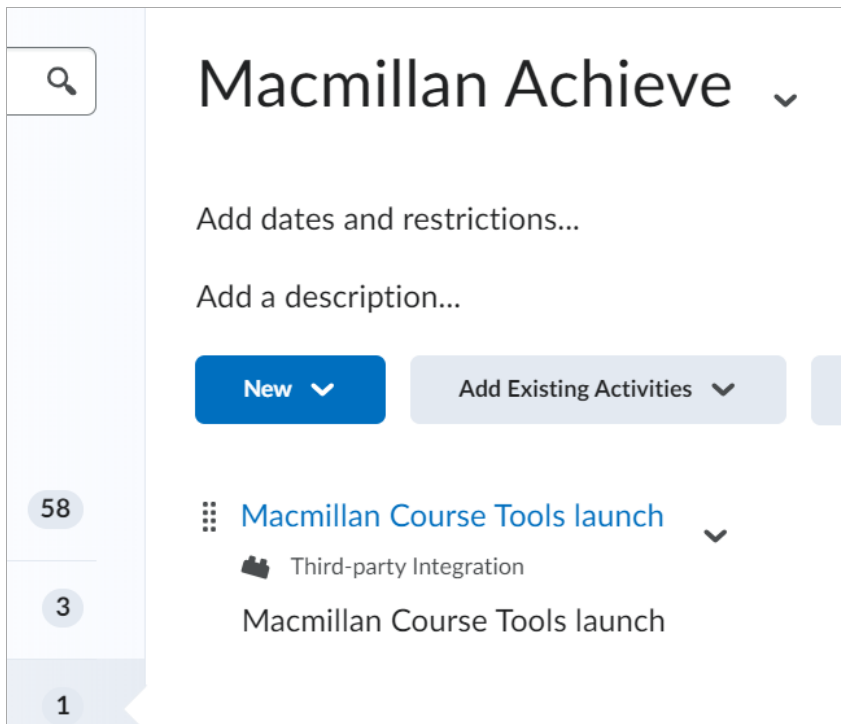 Macmillan Achieve
Add dates and restrictions...
Add a description...
New
Add Existing Activities
58
Macmillan Course Tools launch
Third-party Integration
3
Macmillan Course Tools launch
1